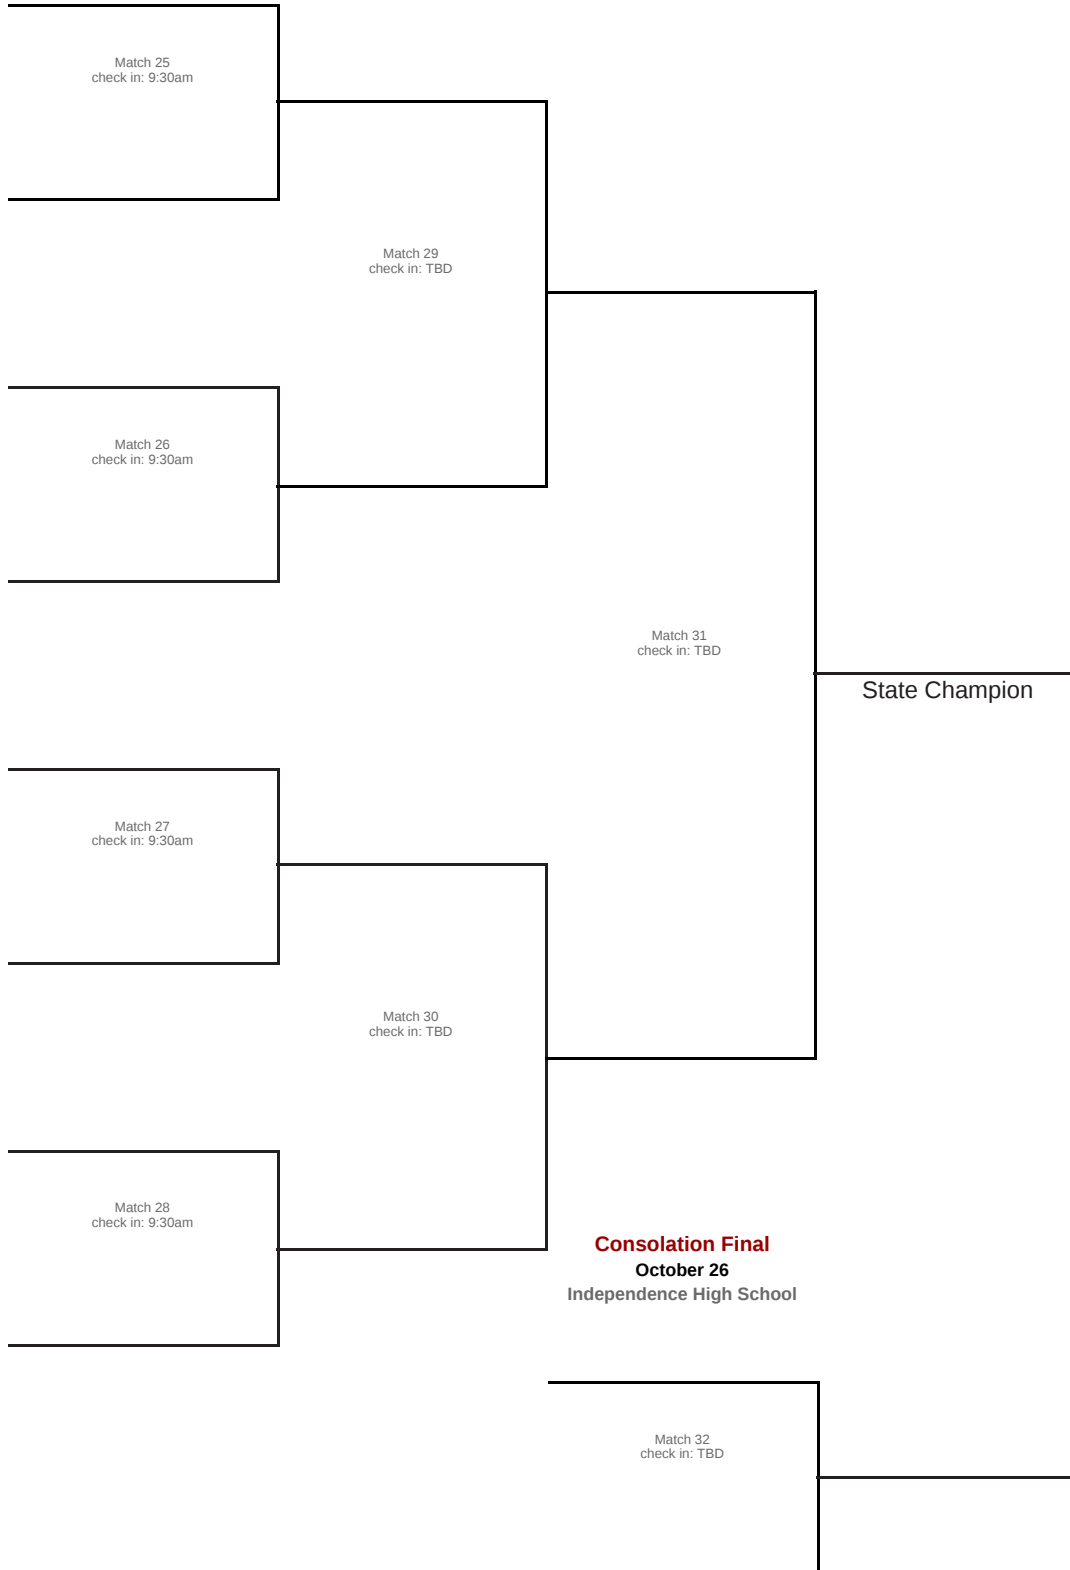 Match 25
check in: 9:30am
Match 29
check in: TBD
Match 26
check in: 9:30am
Match 31
check in: TBD
State Champion
Match 27
check in: 9:30am
Match 30
check in: TBD
Match 28
check in: 9:30am
Consolation Final
October 26
Independence High School
Match 32
check in: TBD